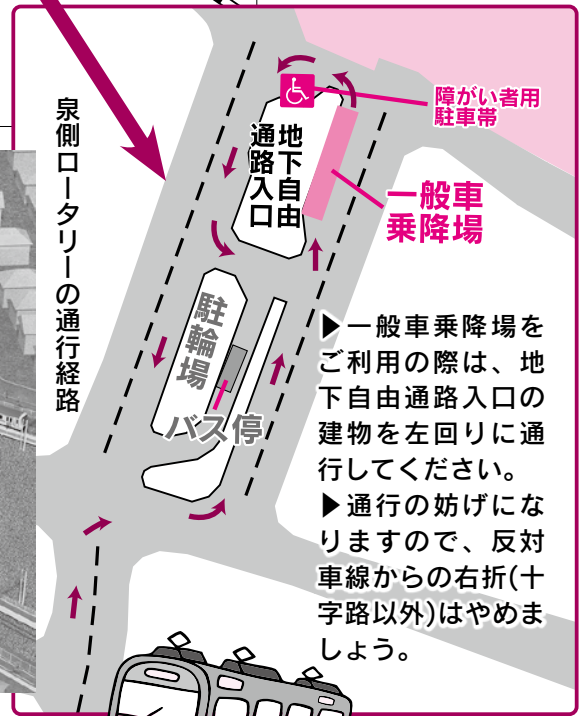 泉側ロータリーの通行経路
障がい者用
駐車帯
地下自由
通路入口
一般車
乗降場
駐輪場
バス停
▶一般車乗降場を
ご利用の際は、地
下自由通路入口の
建物を左回りに通
行してください。
▶通行の妨げにな
りますので、反対
車線からの右折(十
字路以外)はやめま
しょう。